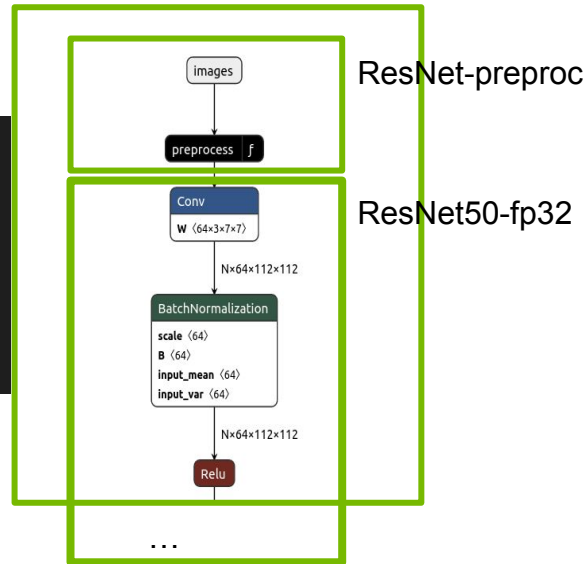 images
ResNet-preproc
preprocess ƒ
Conv
W ⟨64×3×7×7⟩
ResNet50-fp32
N×64×112×112
BatchNormalization
scale ⟨64⟩
B ⟨64⟩
input_mean ⟨64⟩
input_var ⟨64⟩
N×64×112×112
Relu
...